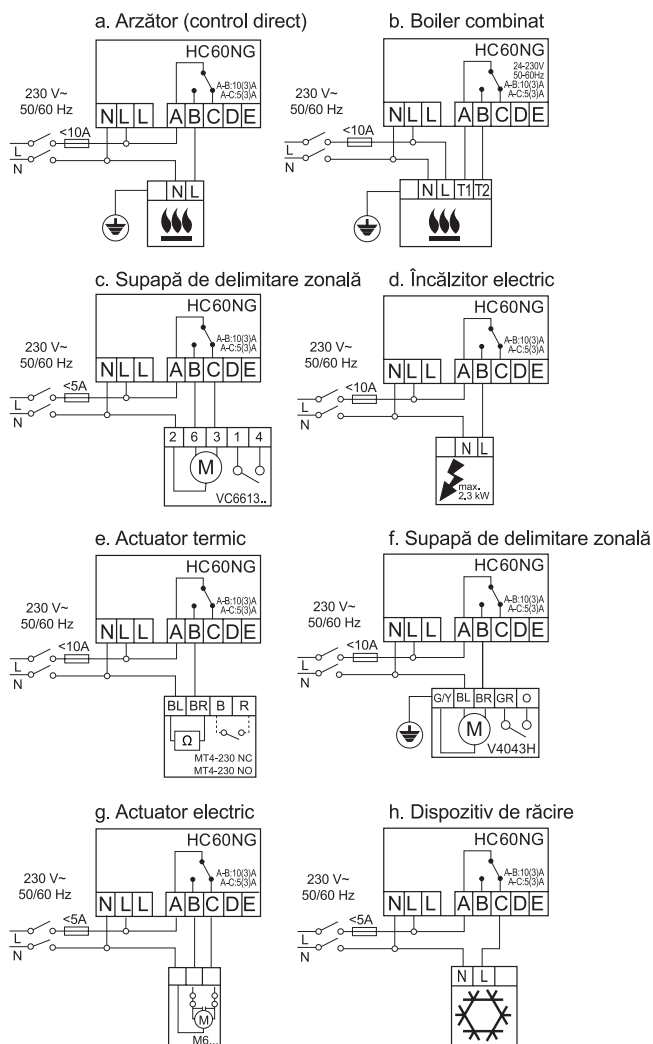 a. Arzător (control direct)
HC60NG
A-B:10(3)A
A-C:5(3)A
230 V~
50/60 Hz
N L L A B C D E
<10A
L
N
N L
b. Boiler combinat
HC60NG
24-230V
50-60Hz
A-B:10(3)A
A-C:5(3)A
230 V~
50/60 Hz
N L L A B C D E
<10A
L
N
N L T1 T2
c. Supapă de delimitare zonală
HC60NG
A-B:10(3)A
A-C:5(3)A
230 V~
50/60 Hz
N L L A B C D E
<5A
L
N
2 6 3 1 4
M
VC6613..
d. Încălzitor electric
HC60NG
A-B:10(3)A
A-C:5(3)A
230 V~
50/60 Hz
N L L A B C D E
<10A
L
N
N L
max.
2.3 kW
e. Actuator termic
HC60NG
A-B:10(3)A
A-C:5(3)A
230 V~
50/60 Hz
N L L A B C D E
<10A
L
N
BL BR B R
Ω
MT4-230 NC
MT4-230 NO
f. Supapă de delimitare zonală
HC60NG
A-B:10(3)A
A-C:5(3)A
230 V~
50/60 Hz
N L L A B C D E
<10A
L
N
G/Y BL BR GR O
M
V4043H
g. Actuator electric
HC60NG
A-B:10(3)A
A-C:5(3)A
230 V~
50/60 Hz
N L L A B C D E
<5A
L
N
M
M6...
h. Dispozitiv de răcire
HC60NG
A-B:10(3)A
A-C:5(3)A
230 V~
50/60 Hz
N L L A B C D E
<5A
L
N
N L